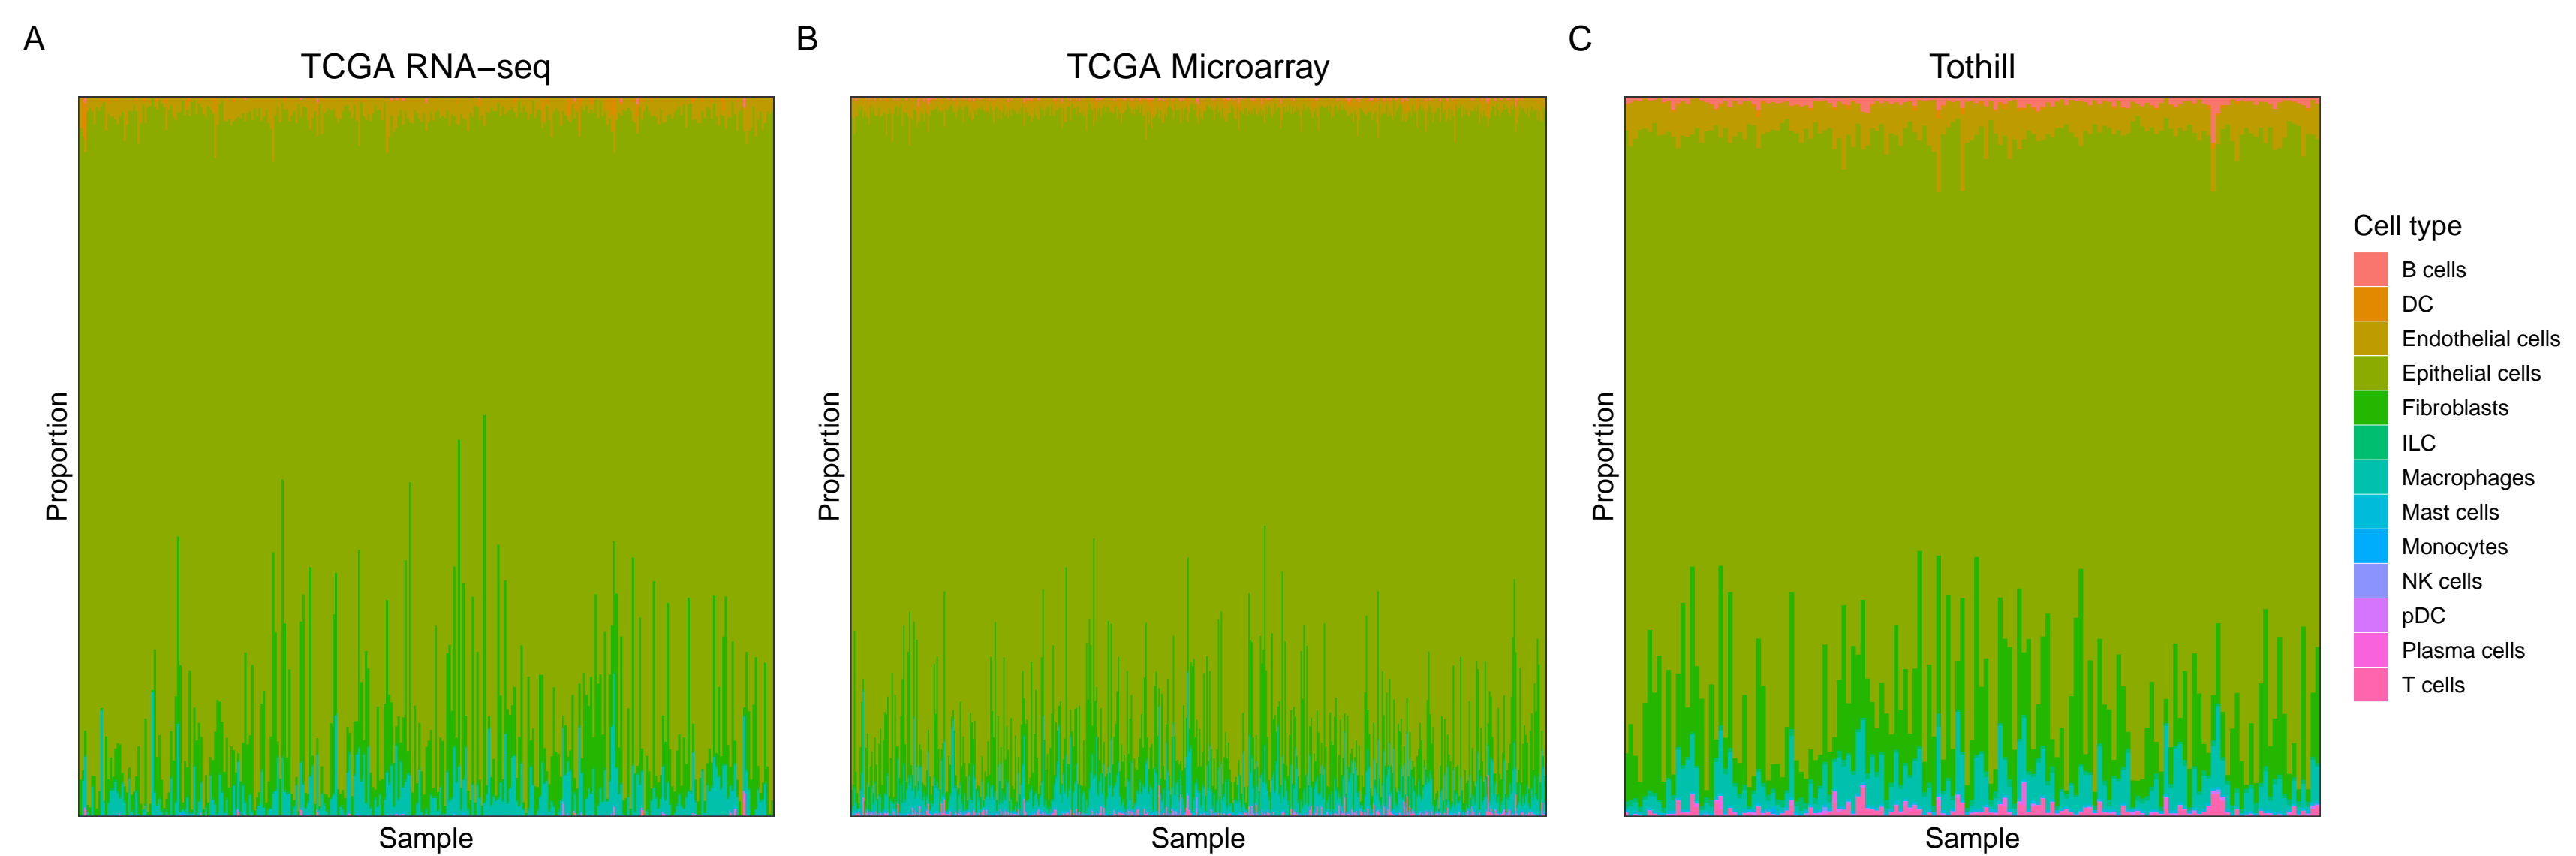 A
TCGA RNA−seq
Proportion
Sample
B
TCGA Microarray
Proportion
Sample
C
Tothill
Proportion
Sample
Cell type
B cells
DC
Endothelial cells
Epithelial cells
Fibroblasts
ILC
Macrophages
Mast cells
Monocytes
NK cells
pDC
Plasma cells
T cells